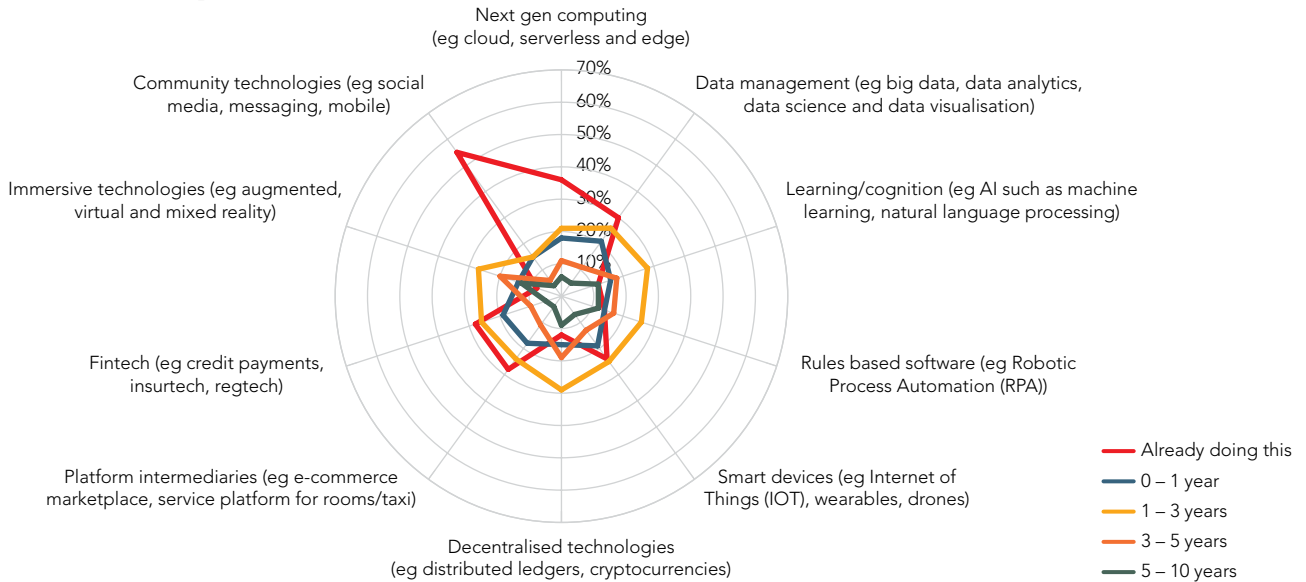 Next gen computing
(eg cloud, serverless and edge)
Community technologies (eg social
media, messaging, mobile)
Data management (eg big data, data analytics,
data science and data visualisation)
70%
60%
50%
40%
30%
20%
10%
Immersive technologies (eg augmented,
virtual and mixed reality)
Learning/cognition (eg AI such as machine
learning, natural language processing)
Fintech (eg credit payments,
insurtech, regtech)
Rules based software (eg Robotic
Process Automation (RPA))
Platform intermediaries (eg e-commerce
marketplace, service platform for rooms/taxi)
Smart devices (eg Internet of
Things (IOT), wearables, drones)
Decentralised technologies
(eg distributed ledgers, cryptocurrencies)
Already doing this
0 – 1 year
1 – 3 years
3 – 5 years
5 – 10 years